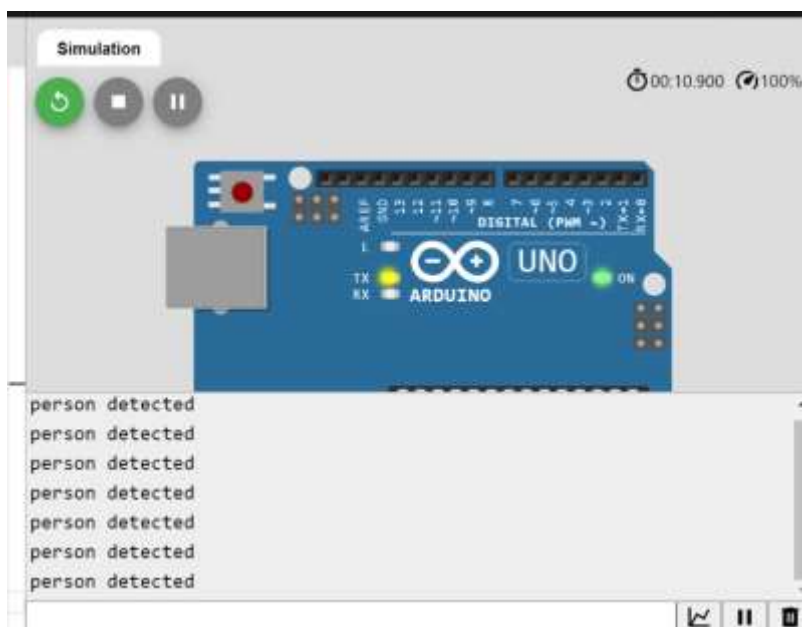 Simulation
00:10.900 100%
AREF
GND
13
12
~11
~10
~9
8
7
~6
~5
4
~3
2
TX→1
RX←0
DIGITAL (PWM ~)
L
TX
RX
UNO
ON
ARDUINO
person detected
person detected
person detected
person detected
person detected
person detected
person detected